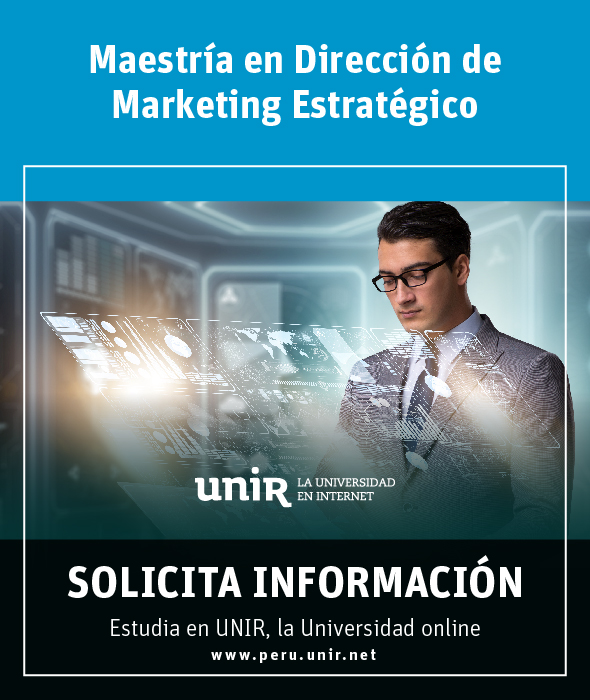 Maestría en Dirección de
Marketing Estratégico
uniR LA UNIVERSIDAD
EN INTERNET
SOLICITA INFORMACIÓN
Estudia en UNIR, la Universidad online
www.peru.unir.net